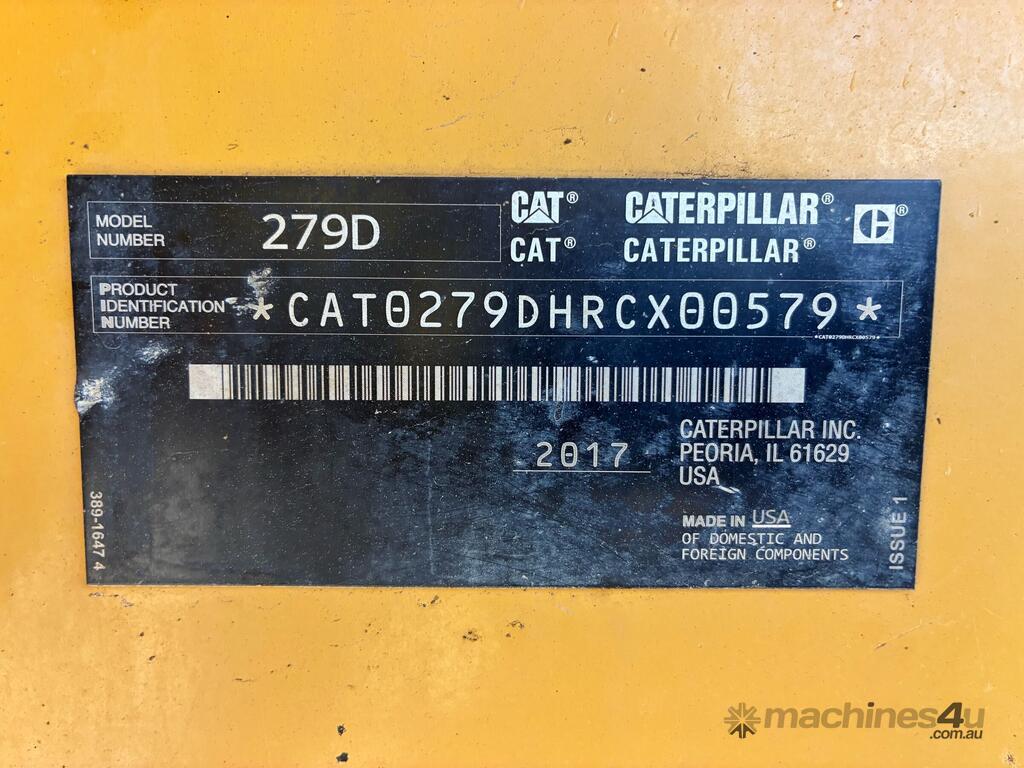 MODEL NUMBER 279D
CAT® CATERPILLAR® C®
CAT® CATERPILLAR®
PRODUCT IDENTIFICATION NUMBER *CAT0279DHRCX00579*
*CAT0279DHRCX00579*
2017
CATERPILLAR INC.
PEORIA, IL 61629
USA
MADE IN USA
OF DOMESTIC AND
FOREIGN COMPONENTS
389-1647 4
ISSUE 1
machines4u
.com.au